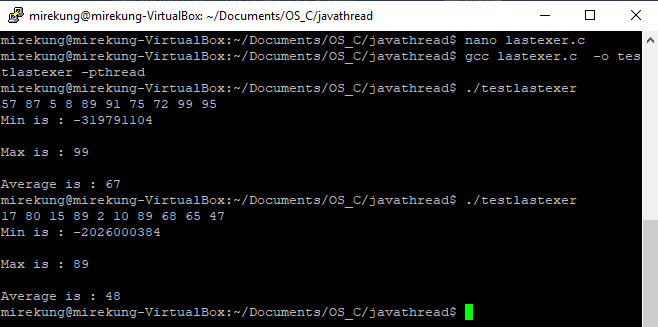 mirekung@mirekung-VirtualBox: ~/Documents/OS_C/javathread
mirekung@mirekung-VirtualBox:~/Documents/OS_C/javathread$ nano lastexer.c
mirekung@mirekung-VirtualBox:~/Documents/OS_C/javathread$ gcc lastexer.c  -o tes
tlastexer -pthread
mirekung@mirekung-VirtualBox:~/Documents/OS_C/javathread$ ./testlastexer
57 87 5 8 89 91 75 72 99 95
Min is : -319791104
Max is : 99
Average is : 67
mirekung@mirekung-VirtualBox:~/Documents/OS_C/javathread$ ./testlastexer
17 80 15 89 2 10 89 68 65 47
Min is : -2026000384
Max is : 89
Average is : 48
mirekung@mirekung-VirtualBox:~/Documents/OS_C/javathread$